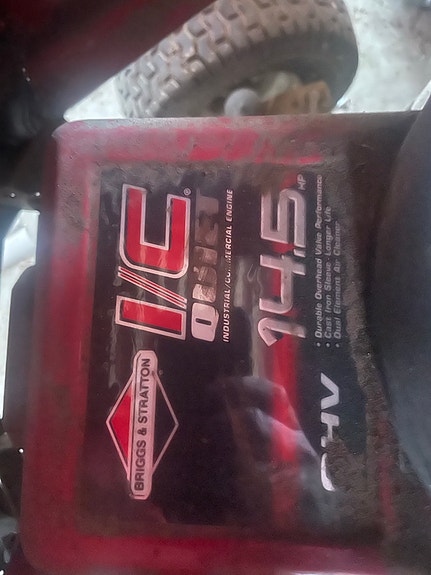 I/C®
QUIET
INDUSTRIAL/COMMERCIAL ENGINE
14.5 HP
• Durable Overhead Valve Performance
• Cast Iron Sleeve-Longer Life
• Dual Element Air Cleaner
BRIGGS & STRATTON
OHV